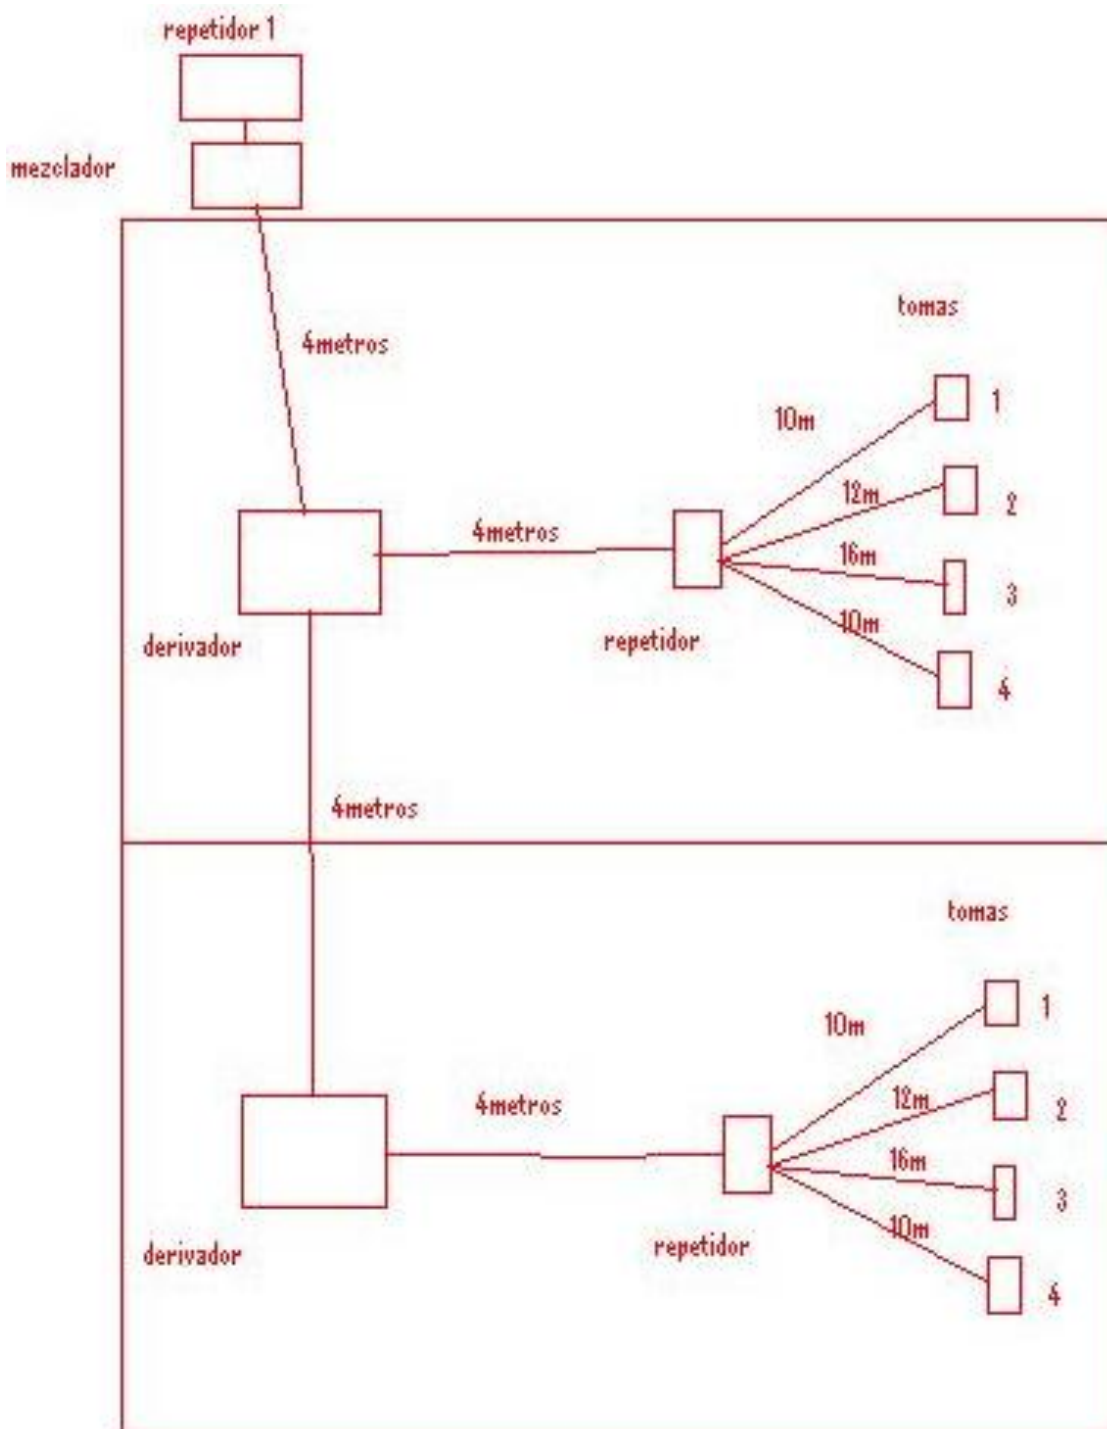 repetidor 1
mezclador
tomas
4metros
1
10m
12m
2
4metros
16m
3
10m
derivador
repetidor
4
4metros
tomas
1
10m
12m
2
4metros
16m
3
10m
derivador
repetidor
4